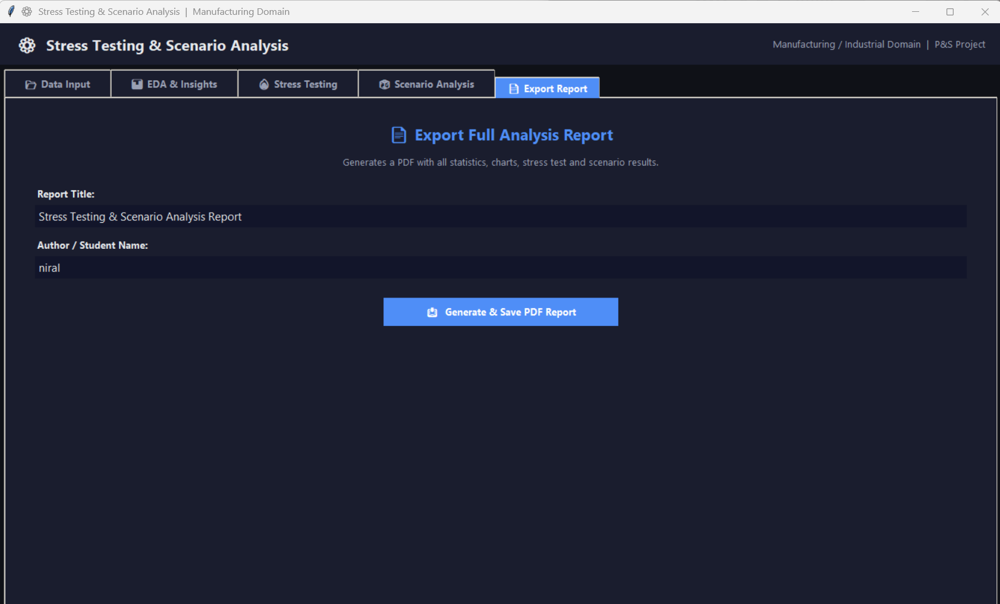 Stress Testing & Scenario Analysis | Manufacturing Domain
Stress Testing & Scenario Analysis
Manufacturing / Industrial Domain | P&S Project
Data Input
EDA & Insights
Stress Testing
Scenario Analysis
Export Report
Export Full Analysis Report
Generates a PDF with all statistics, charts, stress test and scenario results.
Report Title:
Stress Testing & Scenario Analysis Report
Author / Student Name:
niral
Generate & Save PDF Report